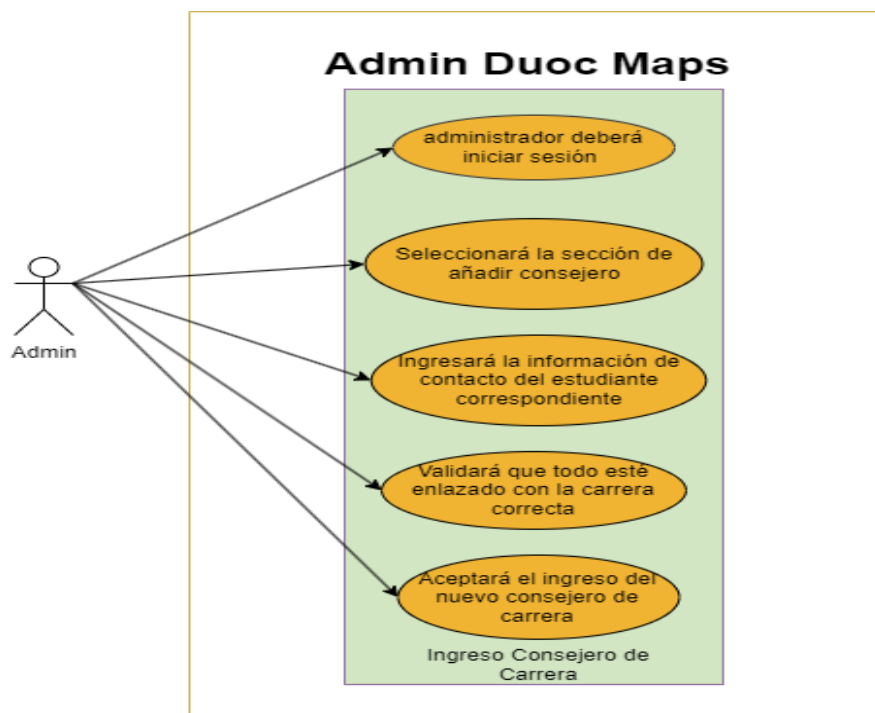 Admin Duoc Maps
administrador deberá
iniciar sesión
Seleccionará la sección de
añadir consejero
Ingresará la información de
contacto del estudiante
correspondiente
Validará que todo esté
enlazado con la carrera
correcta
Aceptará el ingreso del
nuevo consejero de
carrera
Ingreso Consejero de
Carrera
Admin